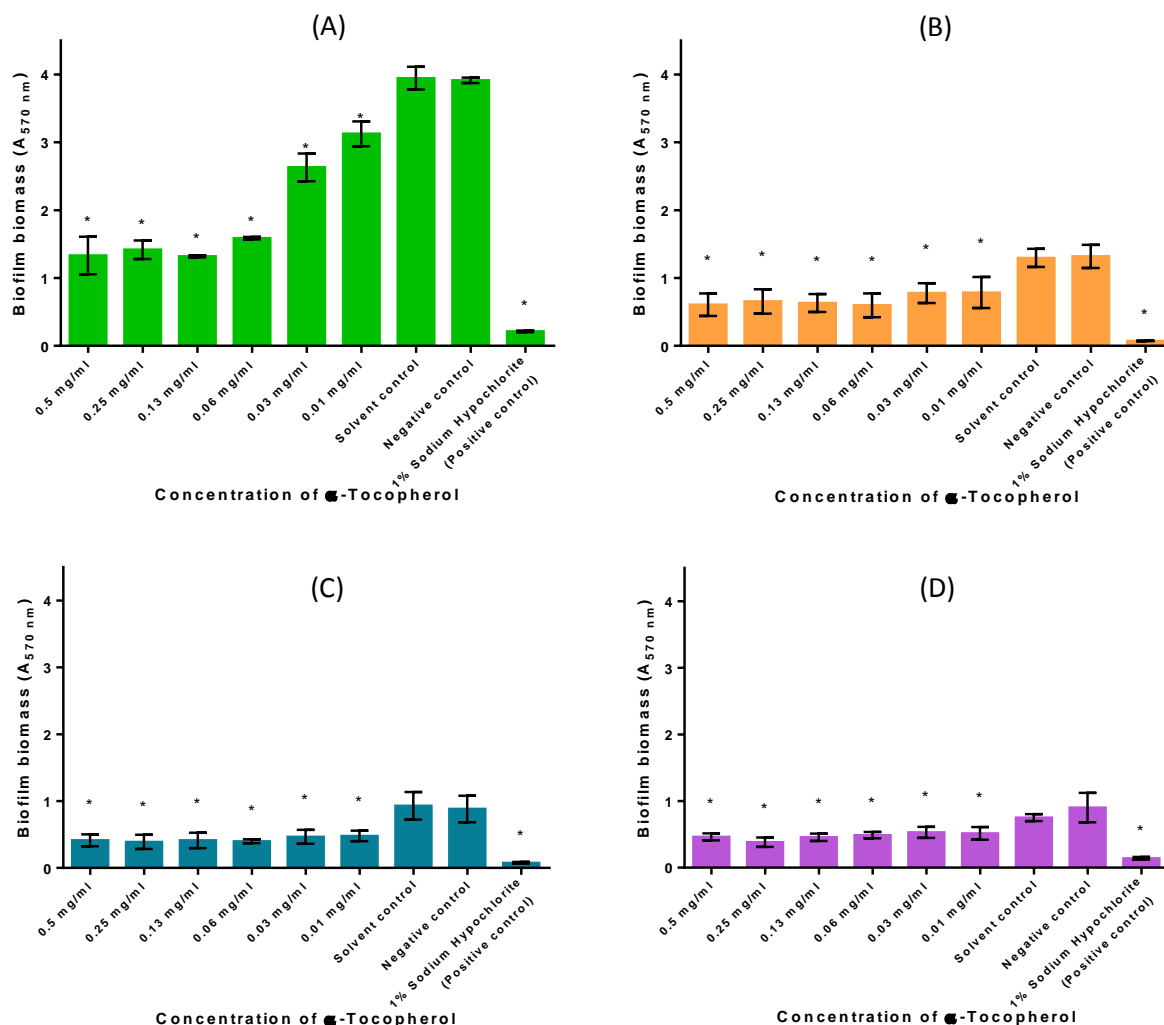 (A)
Biofilm biomass (A570 nm)
4
3
2
1
0
* * * * * * *
0.5 mg/ml
0.25 mg/ml
0.13 mg/ml
0.06 mg/ml
0.03 mg/ml
0.01 mg/ml
Solvent control
Negative control
1% Sodium Hypochlorite
(Positive control)
Concentration of α-Tocopherol
(B)
Biofilm biomass (A570 nm)
4
3
2
1
0
* * * * * * *
0.5 mg/ml
0.25 mg/ml
0.13 mg/ml
0.06 mg/ml
0.03 mg/ml
0.01 mg/ml
Solvent control
Negative control
1% Sodium Hypochlorite
(Positive control)
Concentration of α-Tocopherol
(C)
Biofilm biomass (A570 nm)
4
3
2
1
0
* * * * * * *
0.5 mg/ml
0.25 mg/ml
0.13 mg/ml
0.06 mg/ml
0.03 mg/ml
0.01 mg/ml
Solvent control
Negative control
1% Sodium Hypochlorite
(Positive control)
Concentration of α-Tocopherol
(D)
Biofilm biomass (A570 nm)
4
3
2
1
0
* * * * * * *
0.5 mg/ml
0.25 mg/ml
0.13 mg/ml
0.06 mg/ml
0.03 mg/ml
0.01 mg/ml
Solvent control
Negative control
1% Sodium Hypochlorite
(Positive control)
Concentration of α-Tocopherol